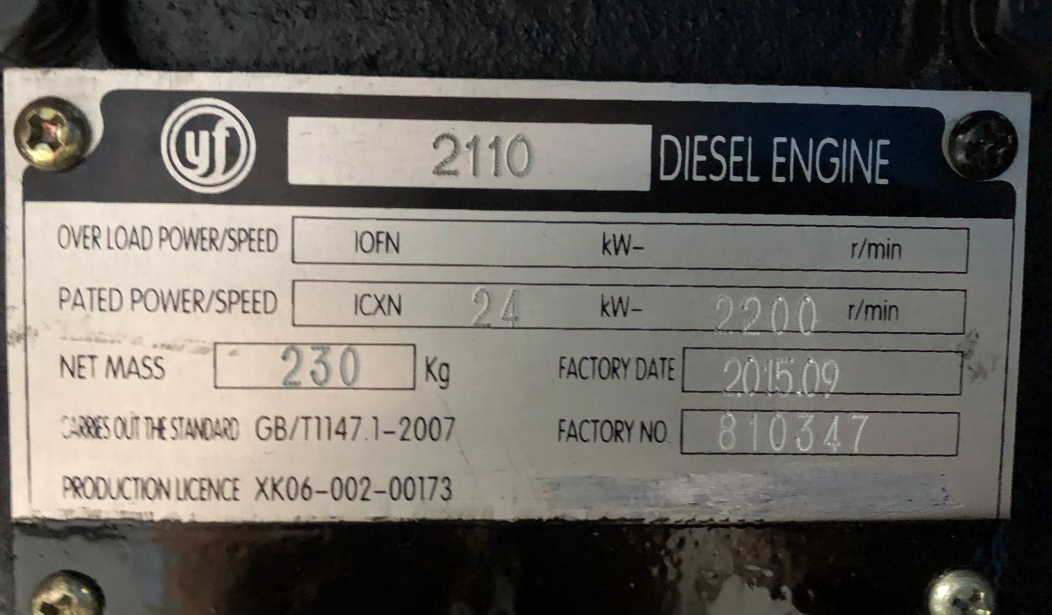 yf 2110 DIESEL ENGINE
OVER LOAD POWER/SPEED IOFN kW- r/min
PATED POWER/SPEED ICXN 24 kW- 2200 r/min
NET MASS 230 Kg FACTORY DATE 2015.09
CARRIES OUT THE STANDARD GB/T1147.1-2007 FACTORY NO. 810347
PRODUCTION LICENCE XK06-002-00173